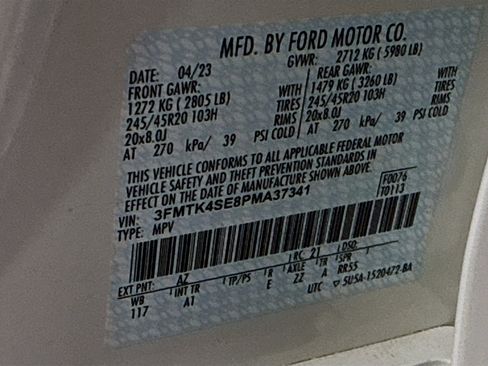 MFD. BY FORD MOTOR CO.
DATE: 04/23 GVWR: 2712 KG ( 5980 LB)
FRONT GAWR: REAR GAWR:
1272 KG ( 2805 LB) WITH 1479 KG ( 3260 LB) WITH
245/45R20 103H TIRES 245/45R20 103H TIRES
20x8.0J RIMS 20x8.0J RIMS
AT 270 kPa/ 39 PSI COLD AT 270 kPa/ 39 PSI COLD
THIS VEHICLE CONFORMS TO ALL APPLICABLE FEDERAL MOTOR
VEHICLE SAFETY AND THEFT PREVENTION STANDARDS IN
EFFECT ON DATE OF MANUFACTURE SHOWN ABOVE.
VIN: 3FMTK4SE8PMA37341 F0076
TYPE: MPV T0113
EXT PNT: AZ RC: 21 DSO:
WB INT TR TP/PS R AXLE TR SPR
117 A1 E ZZ A RR55
UTC ▽5U5A-1520472-BA